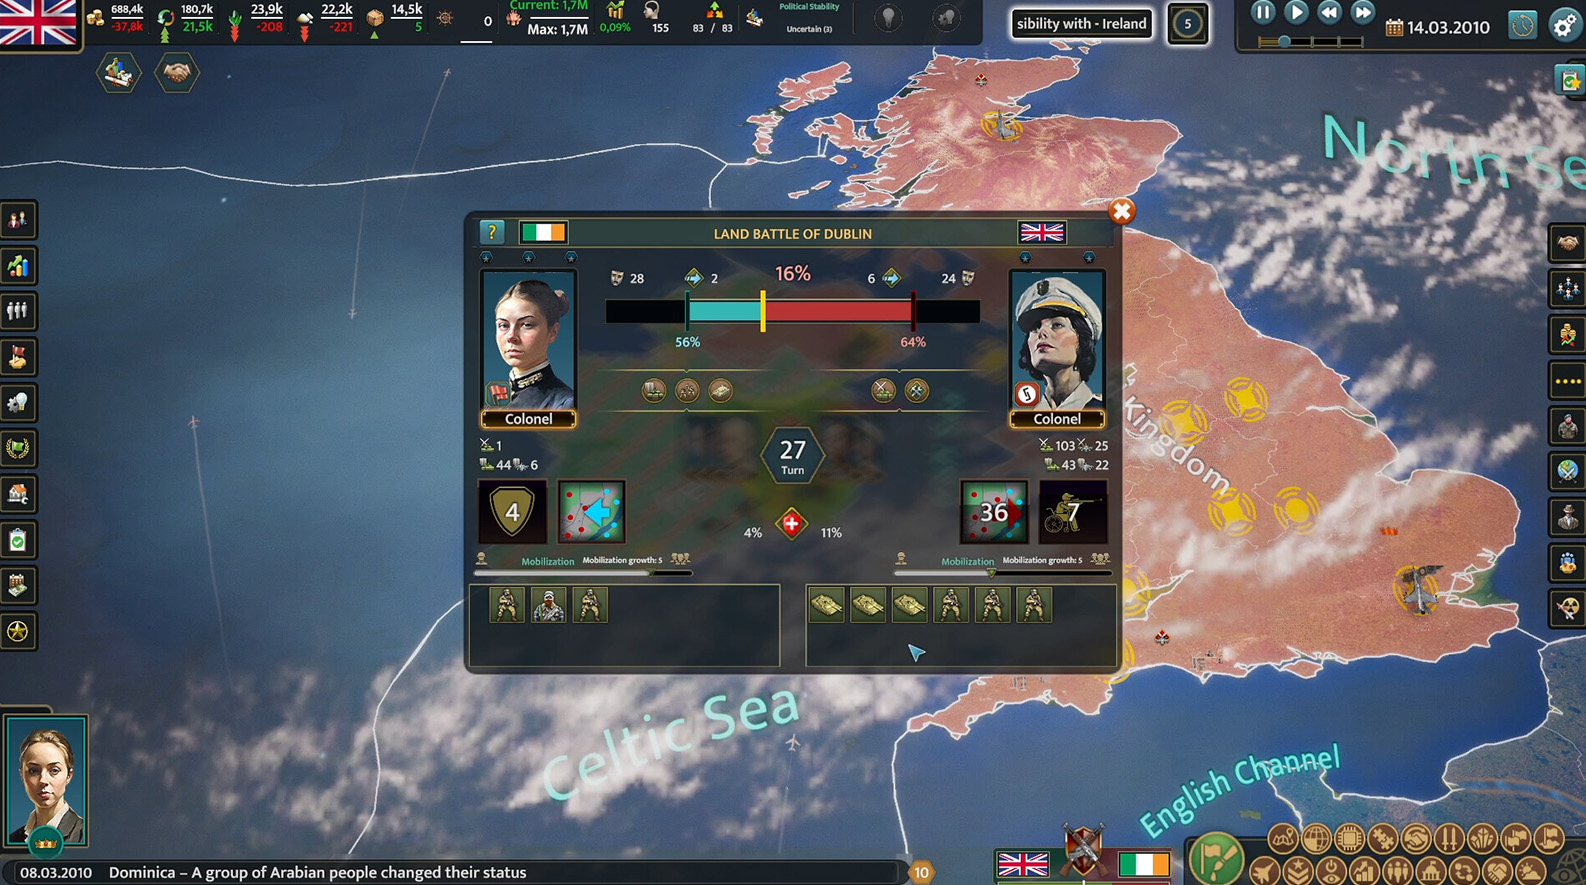 688,4k
-37,8k
180,7k
21,5k
23,9k
-208
22,2k
-221
14,5k
5
0
Current: 1,7M
Max: 1,7M
0,09%
155
83 / 83
Political Stability
Uncertain (3)
sibility with - Ireland
5
14.03.2010
North Se
Kingdom
Celtic Sea
English Channel
?
LAND BATTLE OF DUBLIN
28
2
16%
6
24
56%
64%
Colonel
Colonel
1
44 6
103 25
43 22
27
Turn
4
36
7
4%
11%
Mobilization
Mobilization growth: 5
Mobilization
Mobilization growth: 5
08.03.2010 Dominica – A group of Arabian people changed their status
10